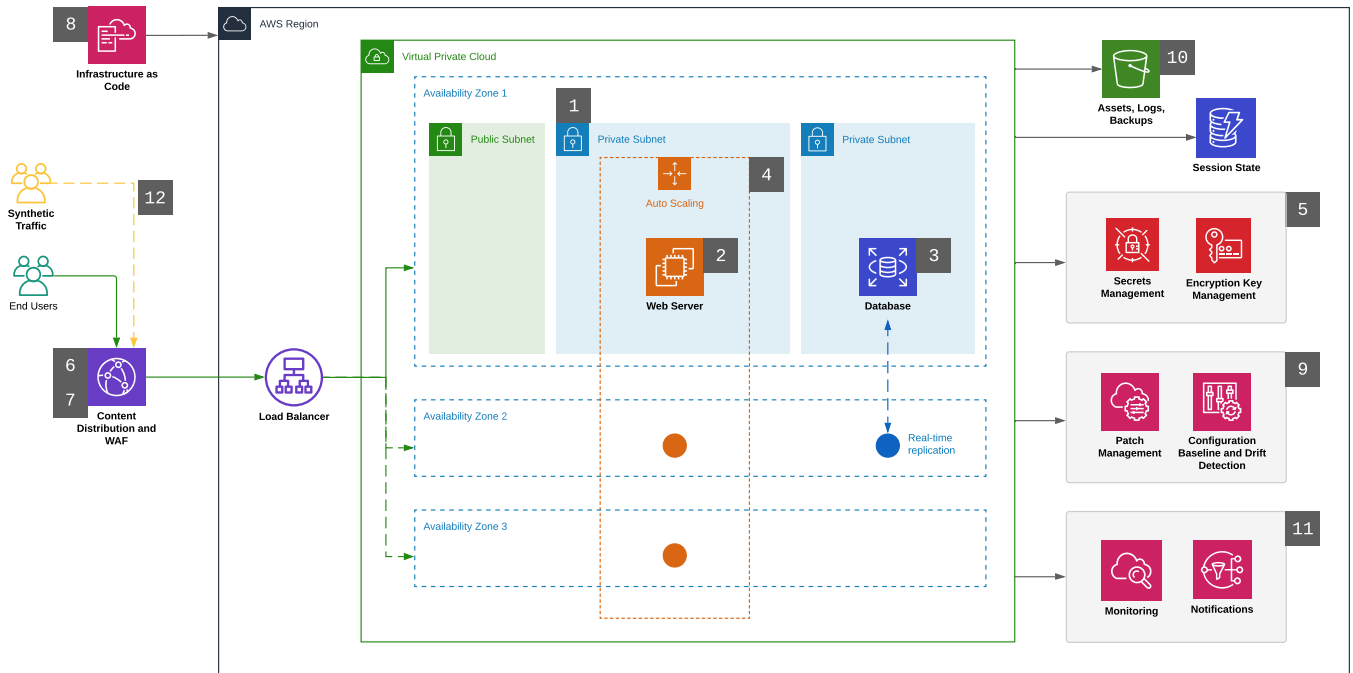 8
Infrastructure as
Code
AWS Region
Virtual Private Cloud
Availability Zone 1
Public Subnet
1
Private Subnet
Private Subnet
4
Auto Scaling
2
Web Server
3
Database
Synthetic
Traffic
12
End Users
6
7
Content
Distribution and
WAF
Load Balancer
Availability Zone 2
Real-time
replication
Availability Zone 3
10
Assets, Logs,
Backups
Session State
5
Secrets
Management
Encryption Key
Management
9
Patch
Management
Configuration
Baseline and Drift
Detection
11
Monitoring
Notifications